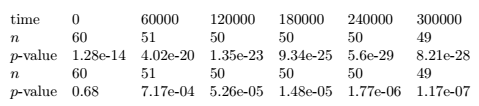 time 0 60000 120000 180000 240000 300000
n 60 51 50 50 50 49
p-value 1.28e-14 4.02e-20 1.35e-23 9.34e-25 5.6e-29 8.21e-28
n 60 51 50 50 50 49
p-value 0.68 7.17e-04 5.26e-05 1.48e-05 1.77e-06 1.17e-07